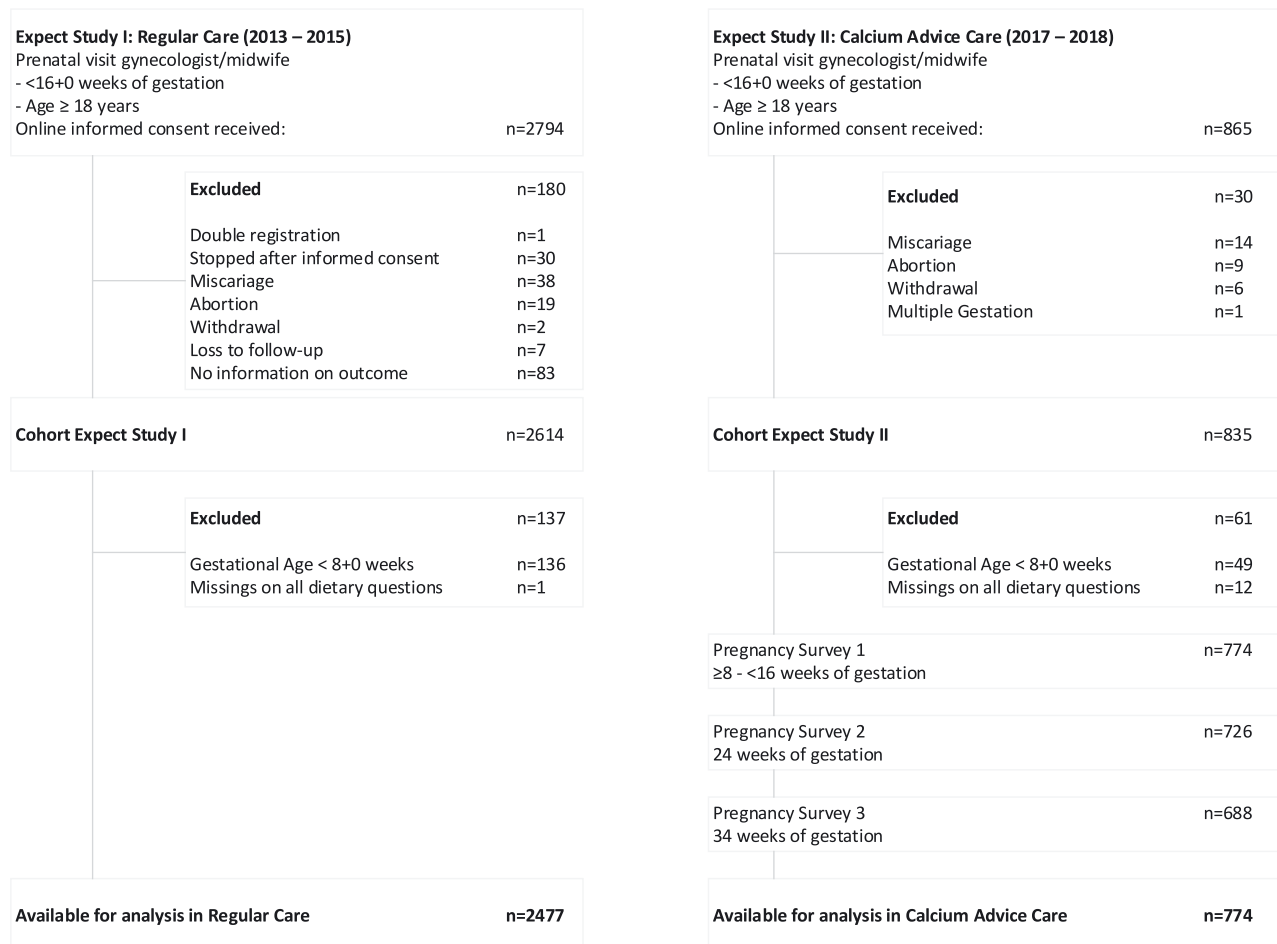 Expect Study I: Regular Care (2013 – 2015)
Prenatal visit gynecologist/midwife
- <16+0 weeks of gestation
- Age ≥ 18 years
Online informed consent received: n=2794
Excluded n=180
Double registration n=1
Stopped after informed consent n=30
Miscariage n=38
Abortion n=19
Withdrawal n=2
Loss to follow-up n=7
No information on outcome n=83
Cohort Expect Study I n=2614
Excluded n=137
Gestational Age < 8+0 weeks n=136
Missings on all dietary questions n=1
Available for analysis in Regular Care n=2477
Expect Study II: Calcium Advice Care (2017 – 2018)
Prenatal visit gynecologist/midwife
- <16+0 weeks of gestation
- Age ≥ 18 years
Online informed consent received: n=865
Excluded n=30
Miscariage n=14
Abortion n=9
Withdrawal n=6
Multiple Gestation n=1
Cohort Expect Study II n=835
Excluded n=61
Gestational Age < 8+0 weeks n=49
Missings on all dietary questions n=12
Pregnancy Survey 1 n=774
≥8 - <16 weeks of gestation
Pregnancy Survey 2 n=726
24 weeks of gestation
Pregnancy Survey 3 n=688
34 weeks of gestation
Available for analysis in Calcium Advice Care n=774